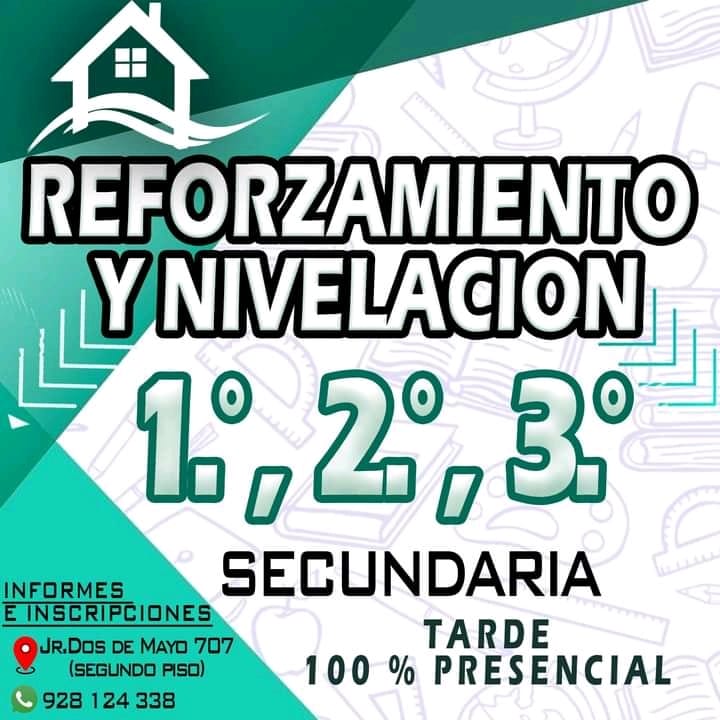 REFORZAMIENTO
Y NIVELACION
1.°, 2.°, 3.°
SECUNDARIA
TARDE
100 % PRESENCIAL
INFORMES
E INSCRIPCIONES
JR.DOS DE MAYO 707
(SEGUNDO PISO)
928 124 338